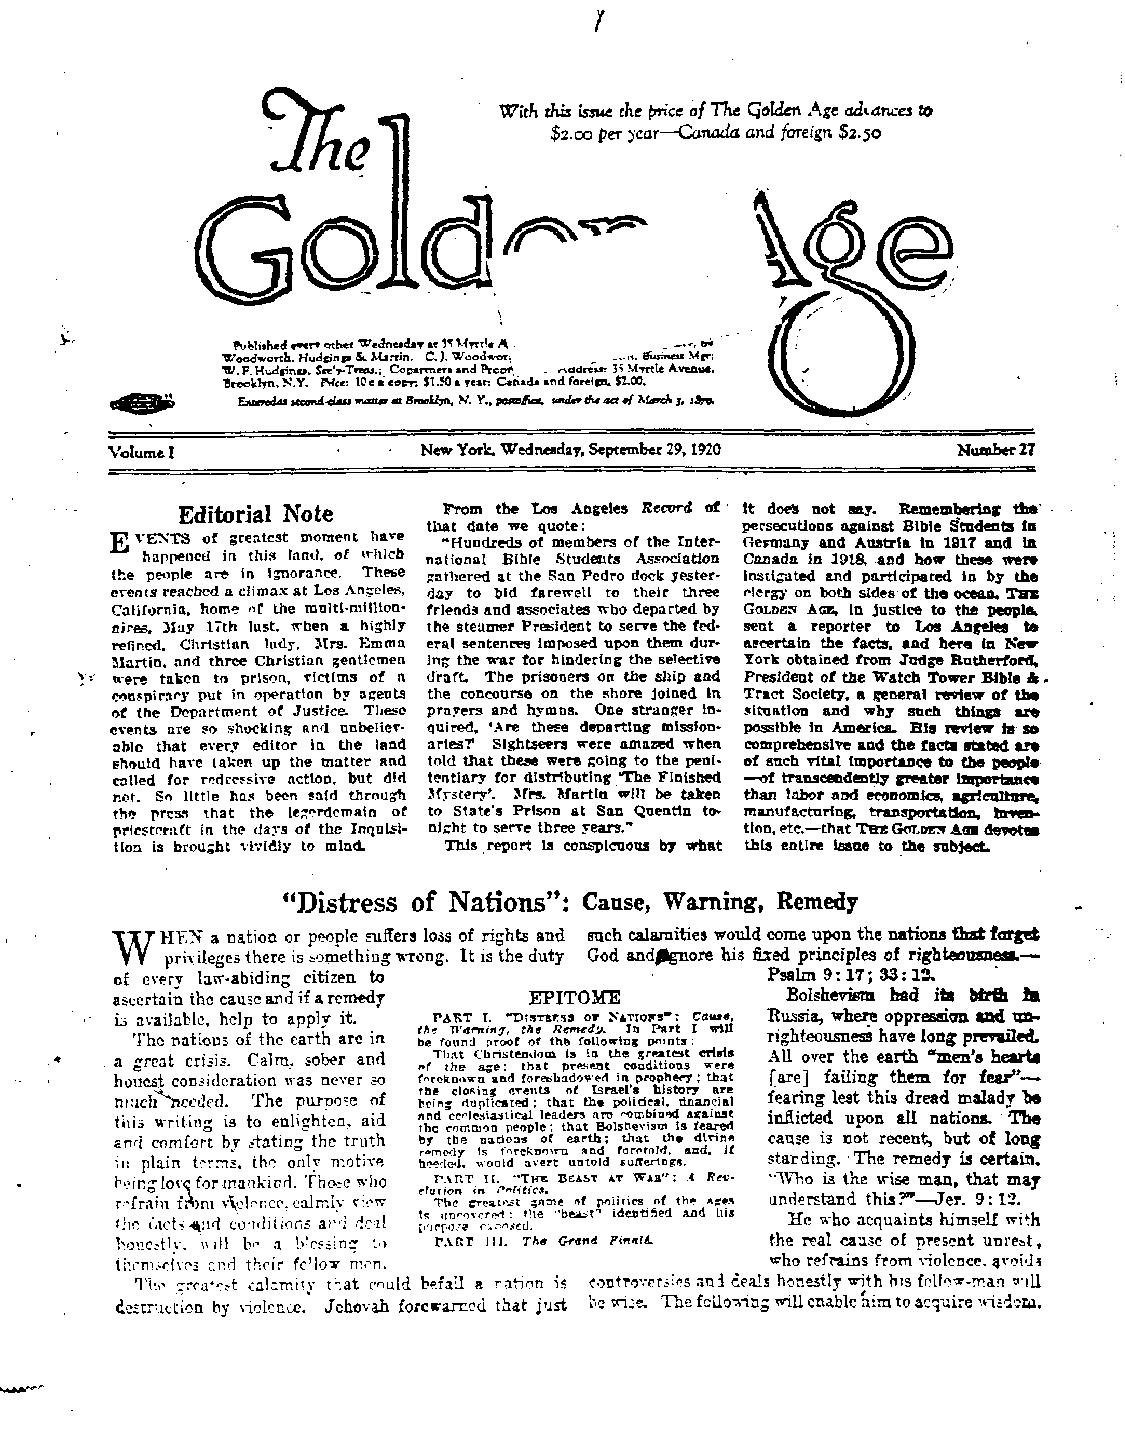 With this issue the price of The Golden Age advances to
$2.00 per year—Canada and foreign $2.50
The
Golden Age
Published every other Wednesday at 35 Myrtle A
Woodworth, Hudgings & Martin. C. J. Woodwor Business Mgr;
W. F. Hudgings, Sec'y-Treas.; Copartners and Prop Address: 35 Myrtle Avenue,
Brooklyn, N.Y. Price: 10c a copy: $1.50 a year: Canada and foreign, $2.00.
Entered as second-class matter at Brooklyn, N. Y., postoffice, under the act of March 3, 1879.
Volume I New York, Wednesday, September 29, 1920 Number 27
Editorial Note
EVENTS of greatest moment have
happened in this land, of which
the people are in ignorance. These
events reached a climax at Los Angeles,
California, home of the multi-million-
aires, May 17th last, when a highly
refined, Christian lady, Mrs. Emma
Martin, and three Christian gentlemen
were taken to prison, victims of a
conspiracy put in operation by agents
of the Department of Justice. These
events are so shocking and unbeliev-
able that every editor in the land
should have taken up the matter and
called for redressive action, but did
not. So little has been said through
the press that the legerdemain of
priestcraft in the days of the Inquisi-
tion is brought vividly to mind.
From the Los Angeles Record of
that date we quote:
"Hundreds of members of the Inter-
national Bible Students Association
gathered at the San Pedro dock yester-
day to bid farewell to their three
friends and associates who departed by
the steamer President to serve the fed-
eral sentences imposed upon them dur-
ing the war for hindering the selective
draft. The prisoners on the ship and
the concourse on the shore joined in
prayers and hymns. One stranger in-
quired, 'Are these departing mission-
aries?' Sightseers were amazed when
told that these were going to the peni-
tentiary for distributing 'The Finished
Mystery'. Mrs. Martin will be taken
to State's Prison at San Quentin to-
night to serve three years."
This report is conspicuous by what
it does not say. Remembering the
persecutions against Bible Students in
Germany and Austria in 1917 and in
Canada in 1918, and how these were
instigated and participated in by the
clergy on both sides of the ocean, THE
GOLDEN AGE, in justice to the people,
sent a reporter to Los Angeles to
ascertain the facts, and here in New
York obtained from Judge Rutherford,
President of the Watch Tower Bible &
Tract Society, a general review of the
situation and why such things are
possible in America. His review is so
comprehensive and the facts stated are
of such vital importance to the people
—of transcendently greater importance
than labor and economics, agriculture,
manufacturing, transportation, inven-
tion, etc.—that THE GOLDEN AGE devotes
this entire issue to the subject.
"Distress of Nations": Cause, Warning, Remedy
WHEN a nation or people suffers loss of rights and
privileges there is something wrong. It is the duty
of every law-abiding citizen to
ascertain the cause and if a remedy
is available, help to apply it.
The nations of the earth are in
a great crisis. Calm, sober and
honest consideration was never so
much needed. The purpose of
this writing is to enlighten, aid
and comfort by stating the truth
in plain terms, the only motive
being love for mankind. Those who
refrain from violence, calmly view
the facts and conditions and deal
honestly, will be a blessing to
themselves and their fellow men.
The greatest calamity that could befall a nation is
destruction by violence. Jehovah forewarned that just
EPITOME
PART I. "DISTRESS OF NATIONS": Cause,
the Warning, the Remedy. In Part I will
be found proof of the following points:
That Christendom is in the greatest crisis
of the age; that present conditions were
foreknown and foreshadowed in prophecy; that
the closing events of Israel's history are
being duplicated; that the political, financial
and ecclesiastical leaders are combined against
the common people; that Bolshevism is feared
by the nations of earth; that the divine
remedy is foreknown and foretold, and, if
heeded, would avert untold sufferings.
PART II. "THE BEAST AT WAR": A Rev-
elation in Politics.
The greatest game of politics of the ages
is uncovered; the "beast" identified and his
purpose exposed.
PART III. The Grand Finale.
such calamities would come upon the nations that forget
God and ignore his fixed principles of righteousness.—
Psalm 9:17; 33:12.
Bolshevism had its birth in
Russia, where oppression and un-
righteousness have long prevailed.
All over the earth "men's hearts
[are] failing them for fear"—
fearing lest this dread malady be
inflicted upon all nations. The
cause is not recent, but of long
standing. The remedy is certain.
"Who is the wise man, that may
understand this?"—Jer. 9:12.
He who acquaints himself with
the real cause of present unrest,
who refrains from violence, avoids
controversies and deals honestly with his fellow-man will
be wise. The following will enable him to acquire wisdom.